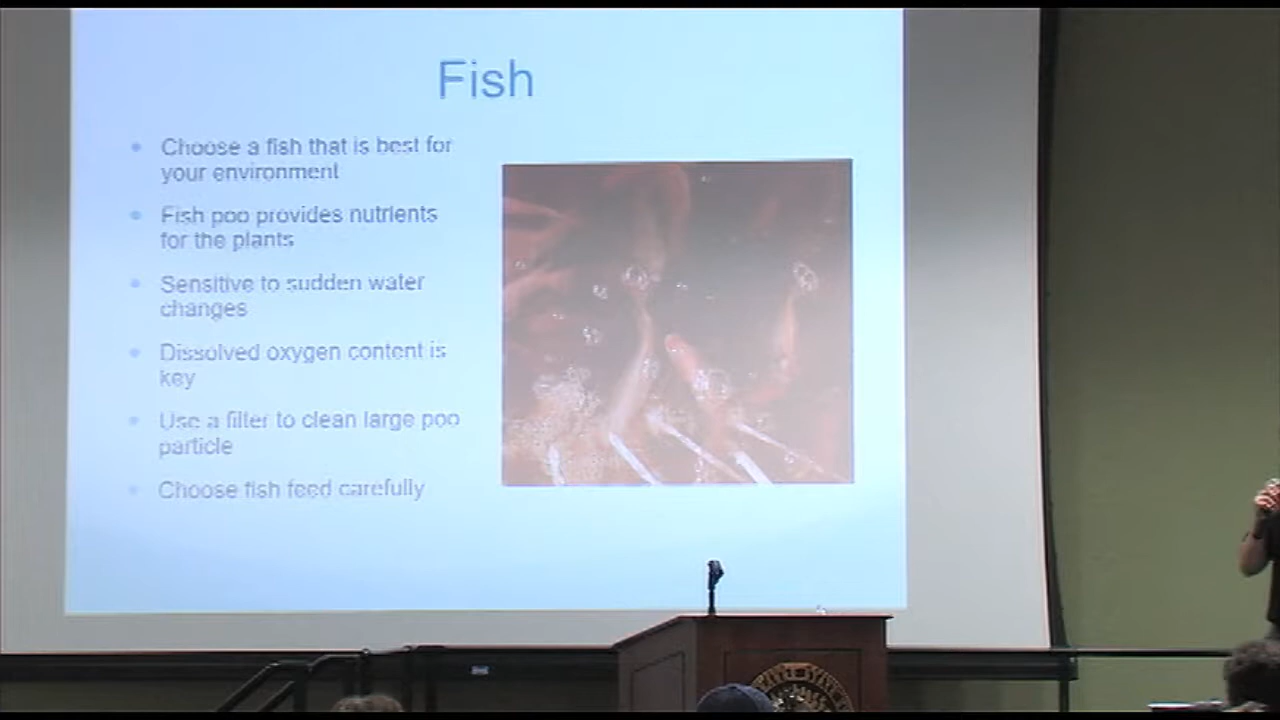 Fish
Choose a fish that is best for
your environment
Fish poo provides nutrients
for the plants
Sensitive to sudden water
changes
Dissolved oxygen content is
key
Use a filter to clean large poo
particle
Choose fish feed carefully
STATE